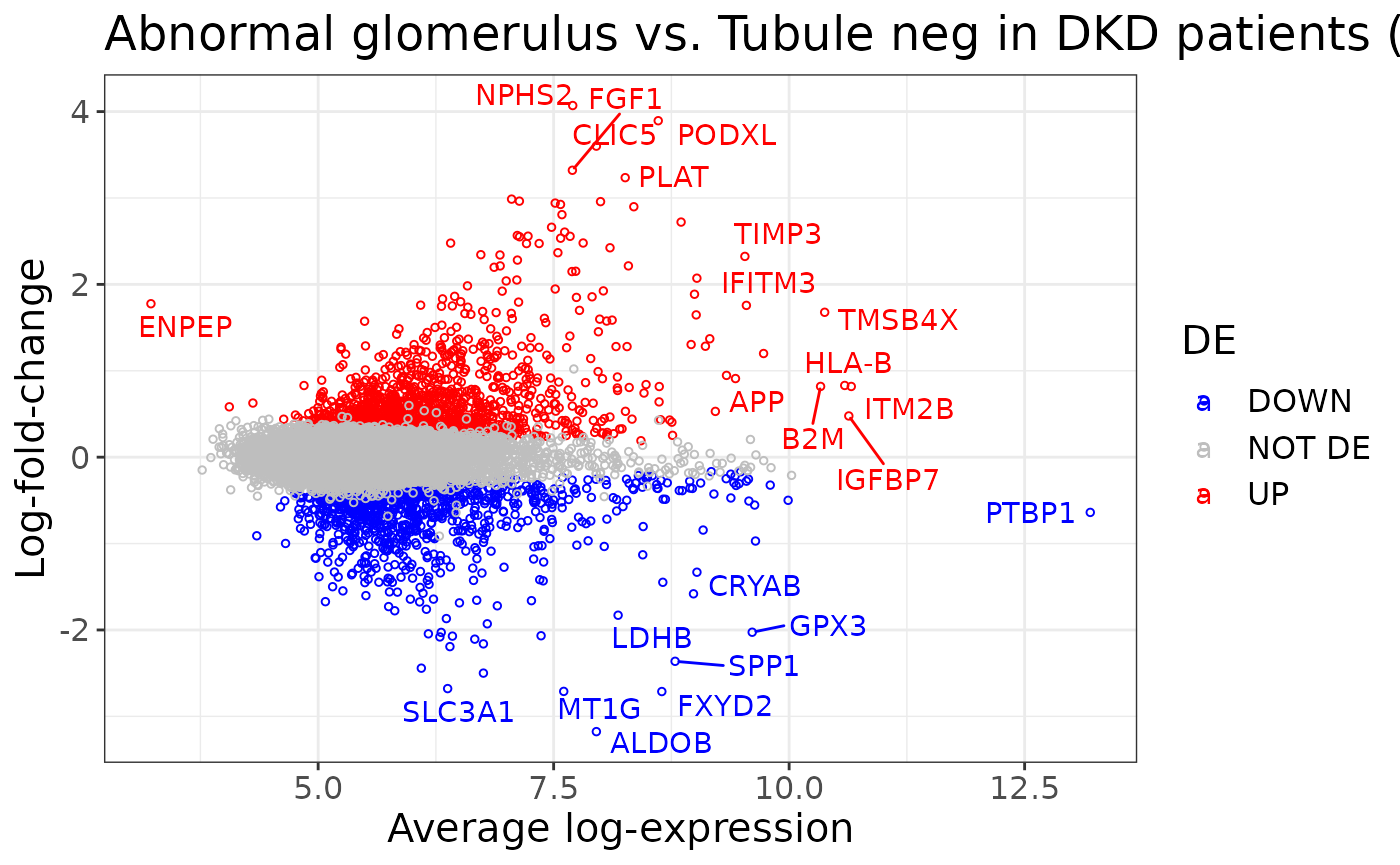 Abnormal glomerulus vs. Tubule neg in DKD patients (
NPHS2 FGF1
CLIC5 PODXL
PLAT
TIMP3
IFITM3
ENPEP
TMSB4X
HLA-B
APP
ITM2B
B2M
IGFBP7
PTBP1
CRYAB
LDHB
GPX3
SPP1
SLC3A1
MT1G
FXYD2
ALDOB
4
2
0
-2
Log-fold-change
5.0 7.5 10.0 12.5
Average log-expression
DE
a DOWN
a NOT DE
a UP